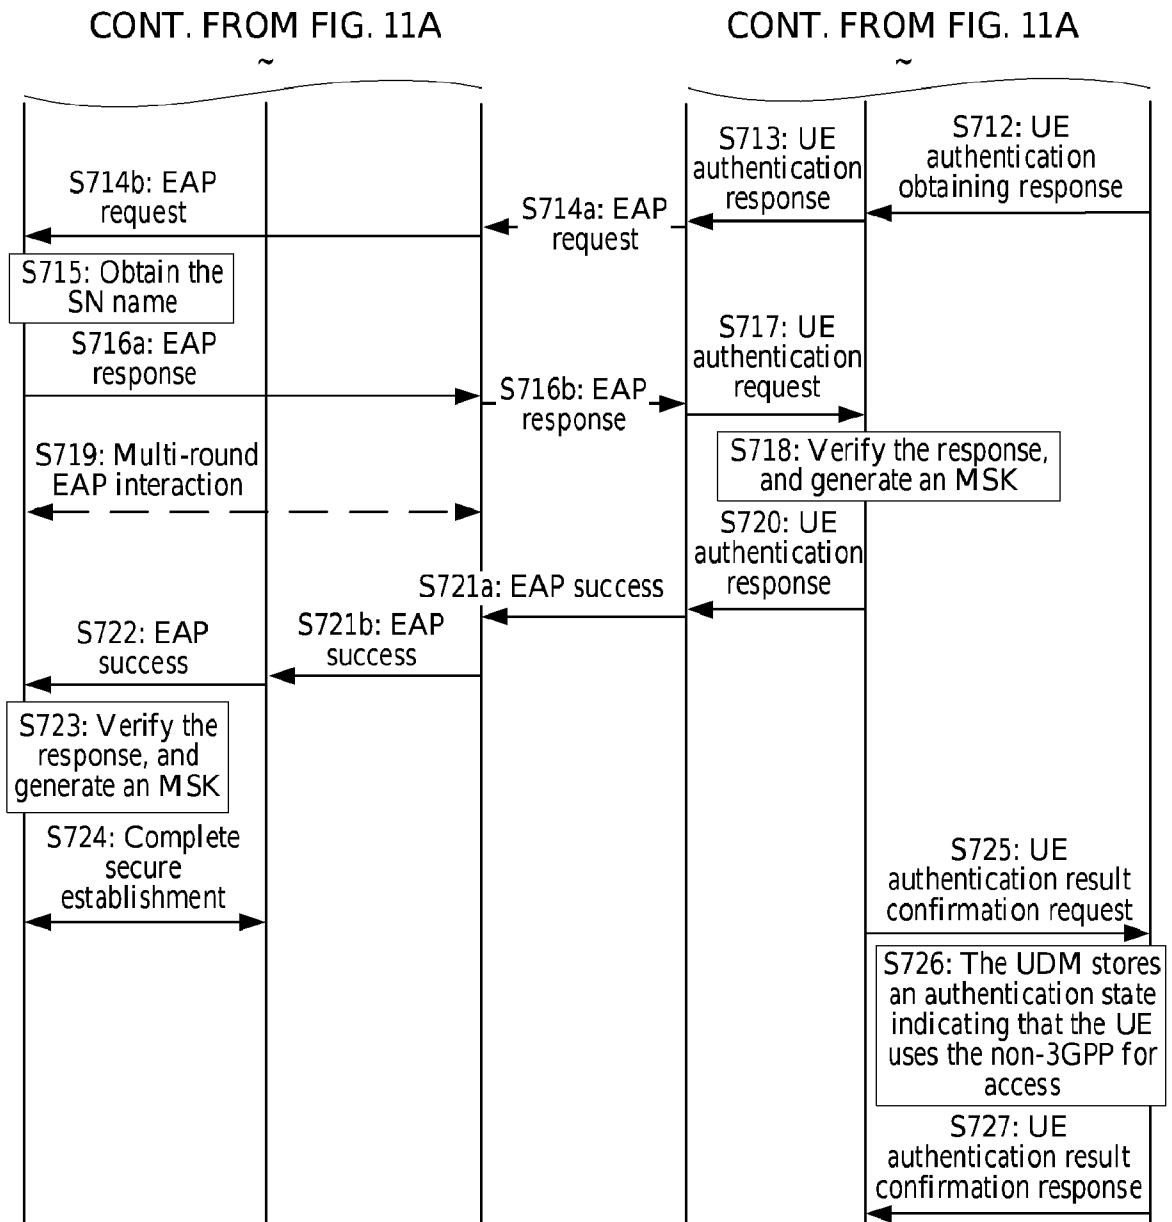 CONT. FROM FIG. 11A
~
CONT. FROM FIG. 11A
~
S712: UE
authentication
obtaining response
S713: UE
authentication
response
S714a: EAP
request
S714b: EAP
request
S715: Obtain the
SN name
S716a: EAP
response
S716b: EAP
response
S717: UE
authentication
request
S718: Verify the response,
and generate an MSK
S719: Multi-round
EAP interaction
S720: UE
authentication
response
S721a: EAP success
S721b: EAP
success
S722: EAP
success
S723: Verify the
response, and
generate an MSK
S724: Complete
secure
establishment
S725: UE
authentication result
confirmation request
S726: The UDM stores
an authentication state
indicating that the UE
uses the non-3GPP for
access
S727: UE
authentication result
confirmation response